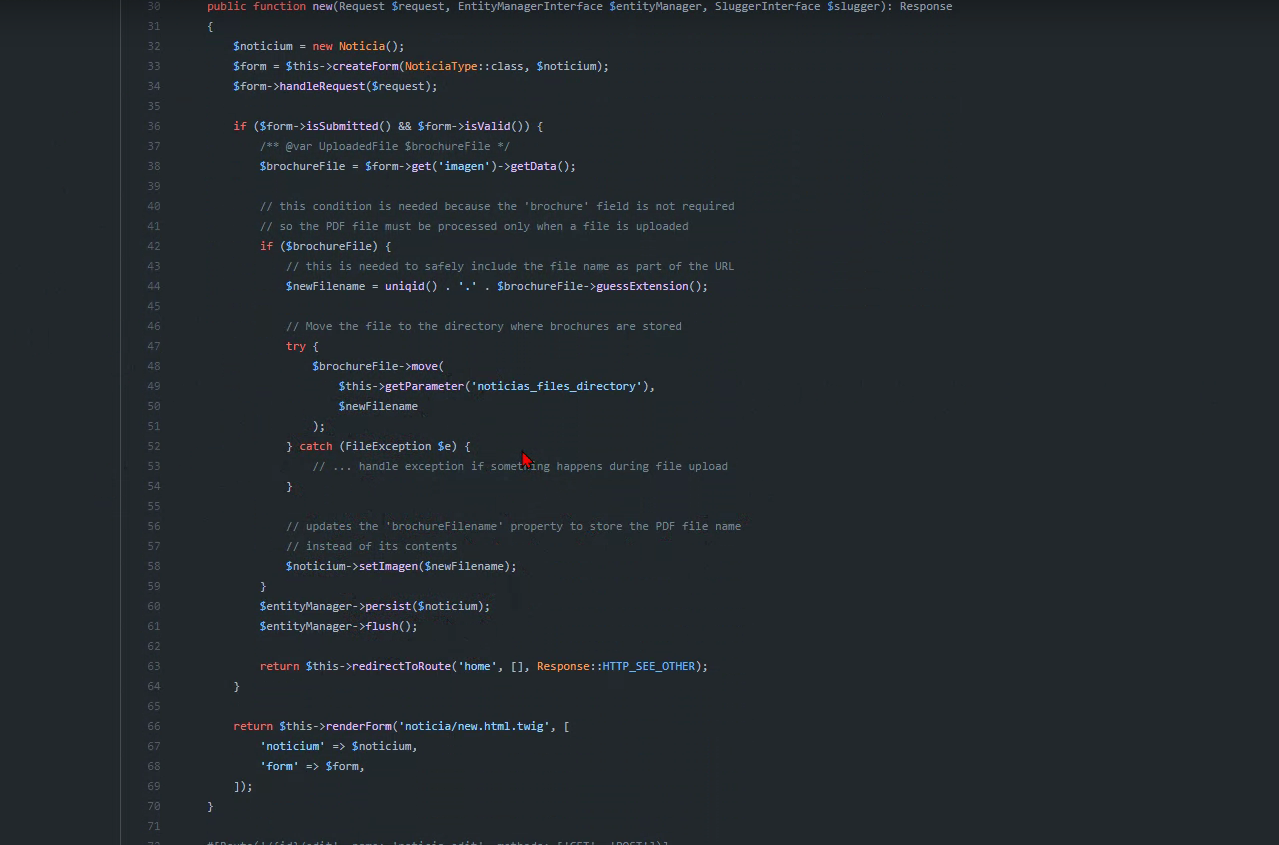 30 public function new(Request $request, EntityManagerInterface $entityManager, SluggerInterface $slugger): Response
31 {
32 $noticium = new Noticia();
33 $form = $this->createForm(NoticiaType::class, $noticium);
34 $form->handleRequest($request);
35
36 if ($form->isSubmitted() && $form->isValid()) {
37 /** @var UploadedFile $brochureFile */
38 $brochureFile = $form->get('imagen')->getData();
39
40 // this condition is needed because the 'brochure' field is not required
41 // so the PDF file must be processed only when a file is uploaded
42 if ($brochureFile) {
43 // this is needed to safely include the file name as part of the URL
44 $newFilename = uniqid() . '.' . $brochureFile->guessExtension();
45
46 // Move the file to the directory where brochures are stored
47 try {
48 $brochureFile->move(
49 $this->getParameter('noticias_files_directory'),
50 $newFilename
51 );
52 } catch (FileException $e) {
53 // ... handle exception if something happens during file upload
54 }
55
56 // updates the 'brochureFilename' property to store the PDF file name
57 // instead of its contents
58 $noticium->setImagen($newFilename);
59 }
60 $entityManager->persist($noticium);
61 $entityManager->flush();
62
63 return $this->redirectToRoute('home', [], Response::HTTP_SEE_OTHER);
64 }
65
66 return $this->renderForm('noticia/new.html.twig', [
67 'noticium' => $noticium,
68 'form' => $form,
69 ]);
70 }
71